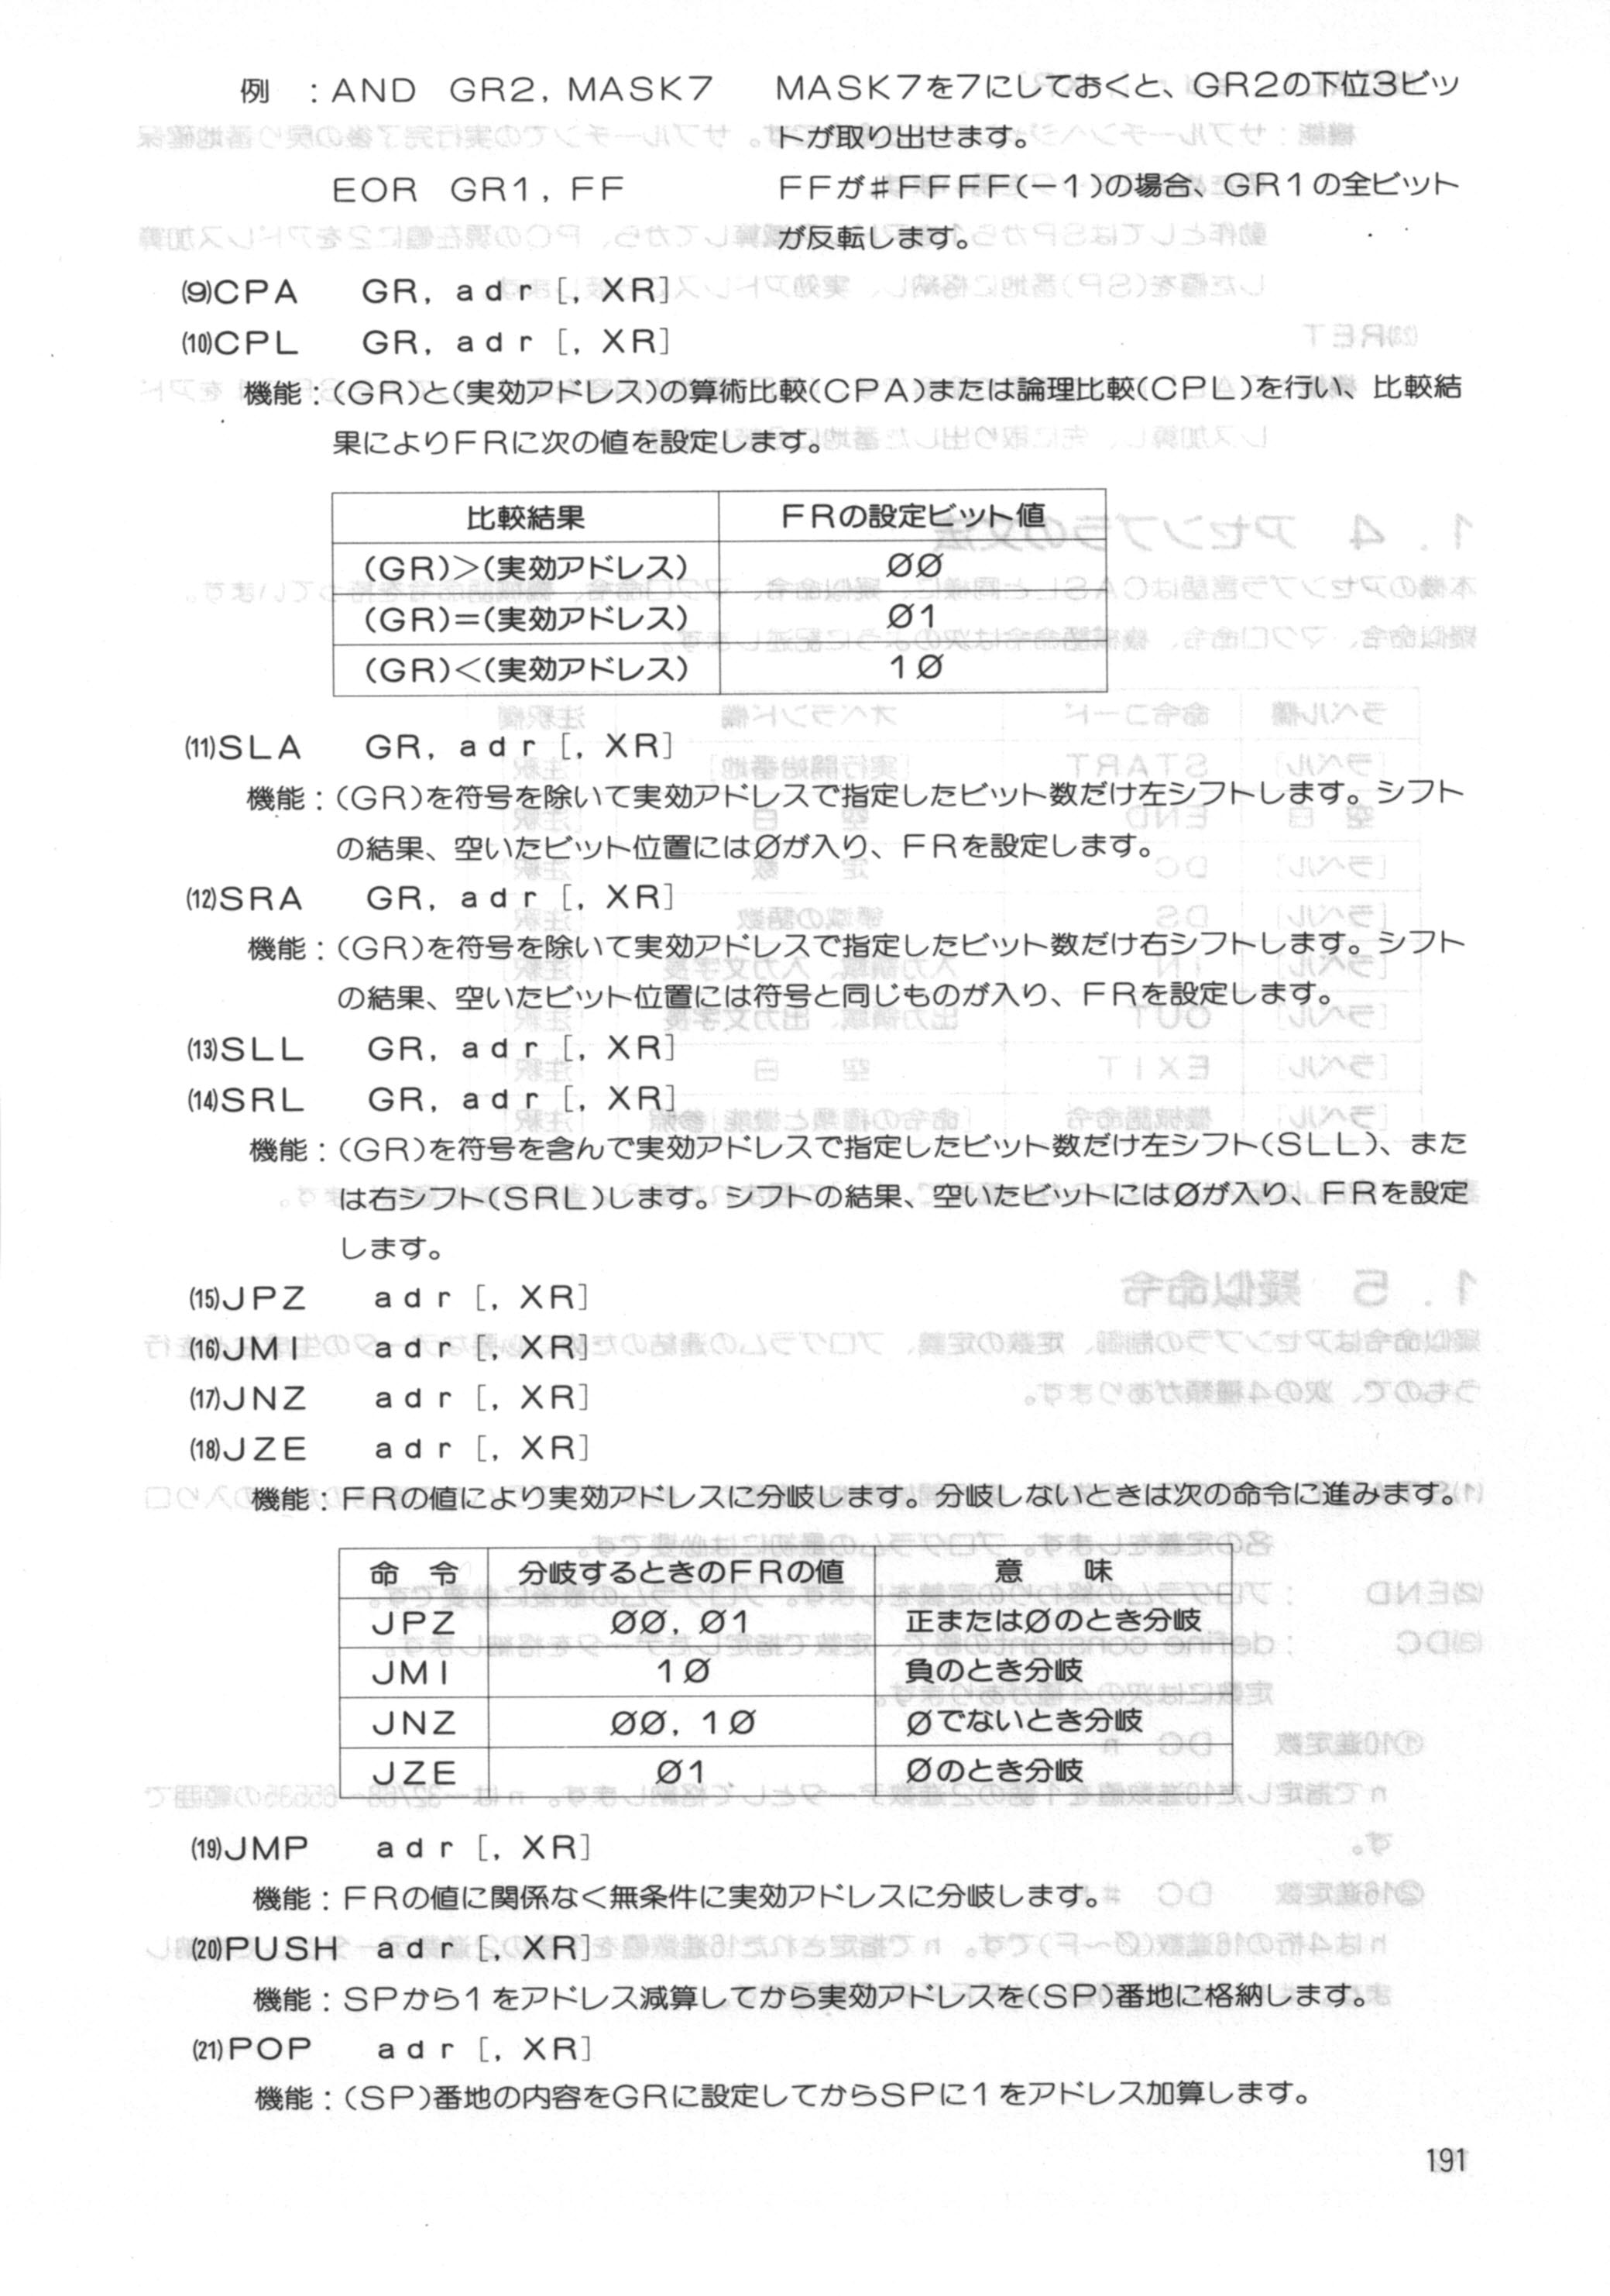 例　：AND　GR2, MASK7　　MASK7を7にしておくと、GR2の下位3ビッ
トが取り出せます。
EOR　GR1, FF　　FFが#FFFF(－1)の場合、GR1の全ビット
が反転します。
(9)CPA　GR, adr [, XR]
(10)CPL　GR, adr [, XR]
機能：(GR)と(実効アドレス)の算術比較(CPA)または論理比較(CPL)を行い、比較結
果によりFRに次の値を設定します。
比較結果　FRの設定ビット値
(GR)＞(実効アドレス)　ØØ
(GR)＝(実効アドレス)　Ø1
(GR)＜(実効アドレス)　1Ø
(11)SLA　GR, adr [, XR]
機能：(GR)を符号を除いて実効アドレスで指定したビット数だけ左シフトします。シフト
の結果、空いたビット位置にはØが入り、FRを設定します。
(12)SRA　GR, adr [, XR]
機能：(GR)を符号を除いて実効アドレスで指定したビット数だけ右シフトします。シフト
の結果、空いたビット位置には符号と同じものが入り、FRを設定します。
(13)SLL　GR, adr [, XR]
(14)SRL　GR, adr [, XR]
機能：(GR)を符号を含んで実効アドレスで指定したビット数だけ左シフト(SLL)、また
は右シフト(SRL)します。シフトの結果、空いたビットにはØが入り、FRを設定
します。
(15)JPZ　adr [, XR]
(16)JMI　adr [, XR]
(17)JNZ　adr [, XR]
(18)JZE　adr [, XR]
機能：FRの値により実効アドレスに分岐します。分岐しないときは次の命令に進みます。
命　令　分岐するときのFRの値　意　味
JPZ　ØØ, Ø1　正またはØのとき分岐
JMI　1Ø　負のとき分岐
JNZ　ØØ, 1Ø　Øでないとき分岐
JZE　Ø1　Øのとき分岐
(19)JMP　adr [, XR]
機能：FRの値に関係なく無条件に実効アドレスに分岐します。
(20)PUSH　adr [, XR]
機能：SPから1をアドレス減算してから実効アドレスを(SP)番地に格納します。
(21)POP　adr [, XR]
機能：(SP)番地の内容をGRに設定してからSPに1をアドレス加算します。
191